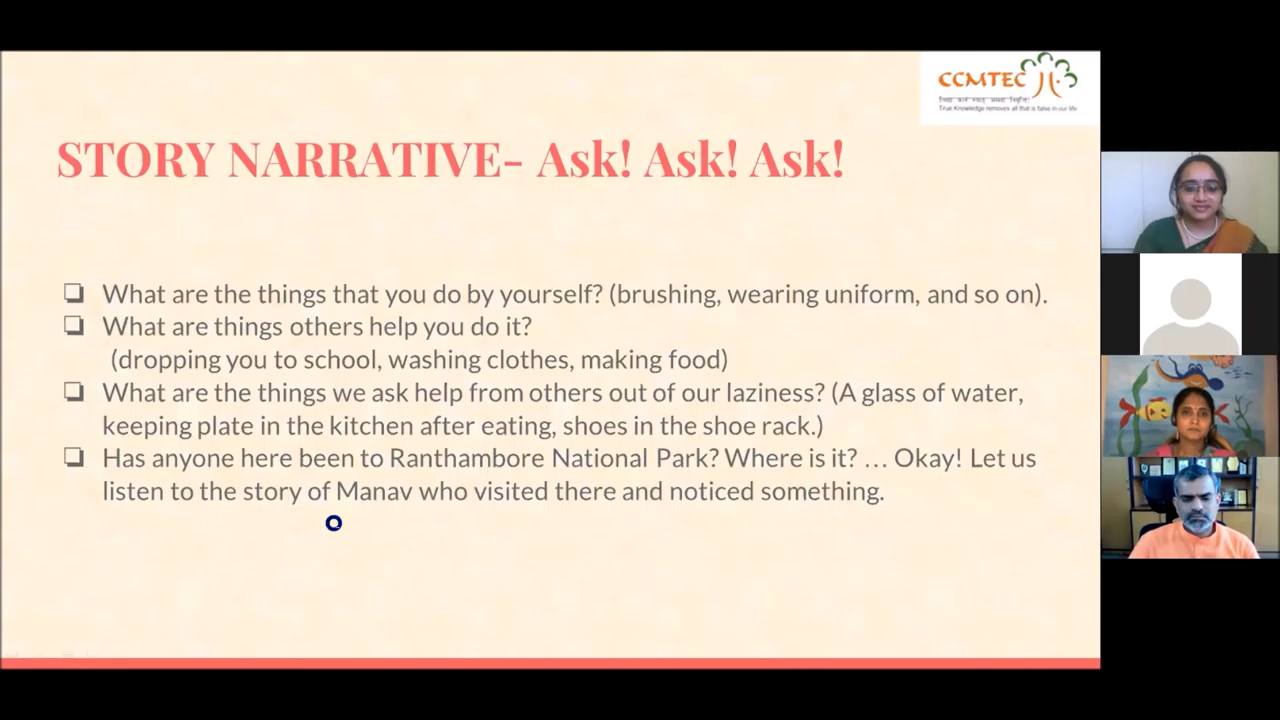 CCMTEC
True Knowledge removes all that is false in our life
STORY NARRATIVE- Ask! Ask! Ask!
What are the things that you do by yourself? (brushing, wearing uniform, and so on).
What are things others help you do it?
(dropping you to school, washing clothes, making food)
What are the things we ask help from others out of our laziness? (A glass of water,
keeping plate in the kitchen after eating, shoes in the shoe rack.)
Has anyone here been to Ranthambore National Park? Where is it? … Okay! Let us
listen to the story of Manav who visited there and noticed something.